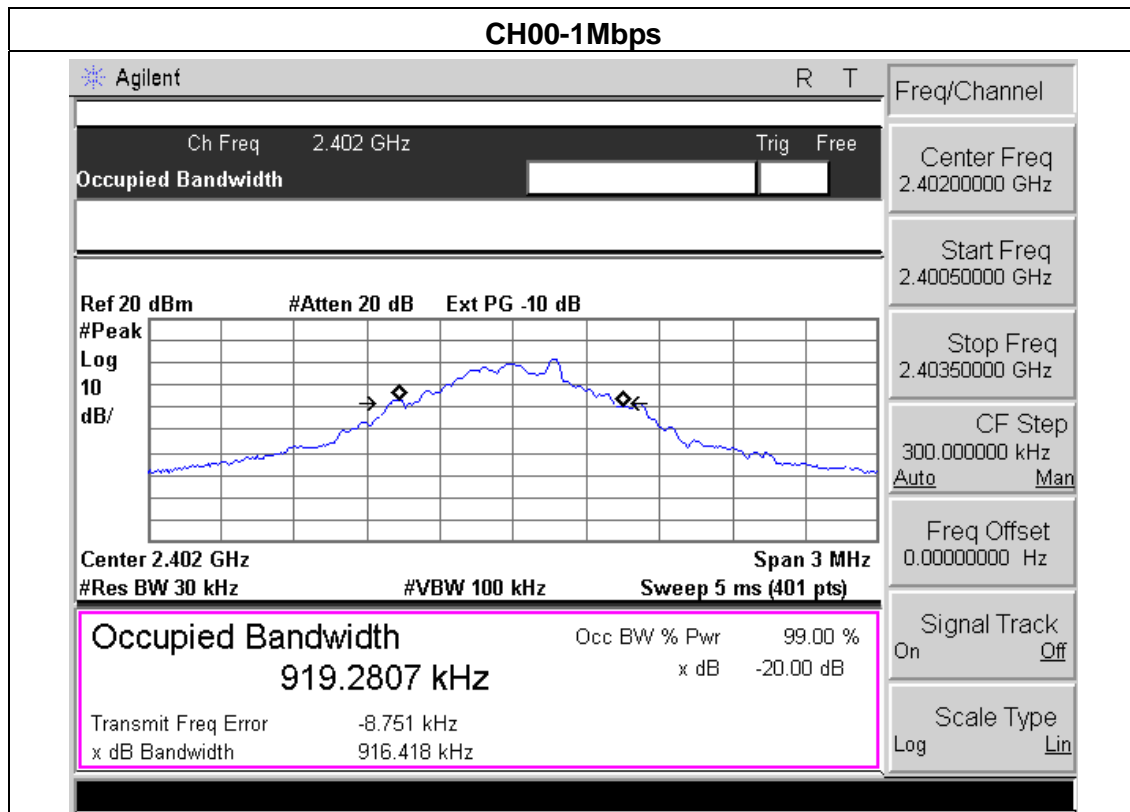 CH00-1Mbps
Agilent R T
Ch Freq 2.402 GHz Trig Free
Occupied Bandwidth
Ref 20 dBm #Atten 20 dB Ext PG -10 dB
#Peak
Log
10
dB/
Center 2.402 GHz Span 3 MHz
#Res BW 30 kHz #VBW 100 kHz Sweep 5 ms (401 pts)
Occupied Bandwidth Occ BW % Pwr 99.00 %
919.2807 kHz x dB -20.00 dB
Transmit Freq Error -8.751 kHz
x dB Bandwidth 916.418 kHz
Freq/Channel
Center Freq
2.40200000 GHz
Start Freq
2.40050000 GHz
Stop Freq
2.40350000 GHz
CF Step
300.000000 kHz
Auto Man
Freq Offset
0.00000000 Hz
Signal Track
On Off
Scale Type
Log Lin